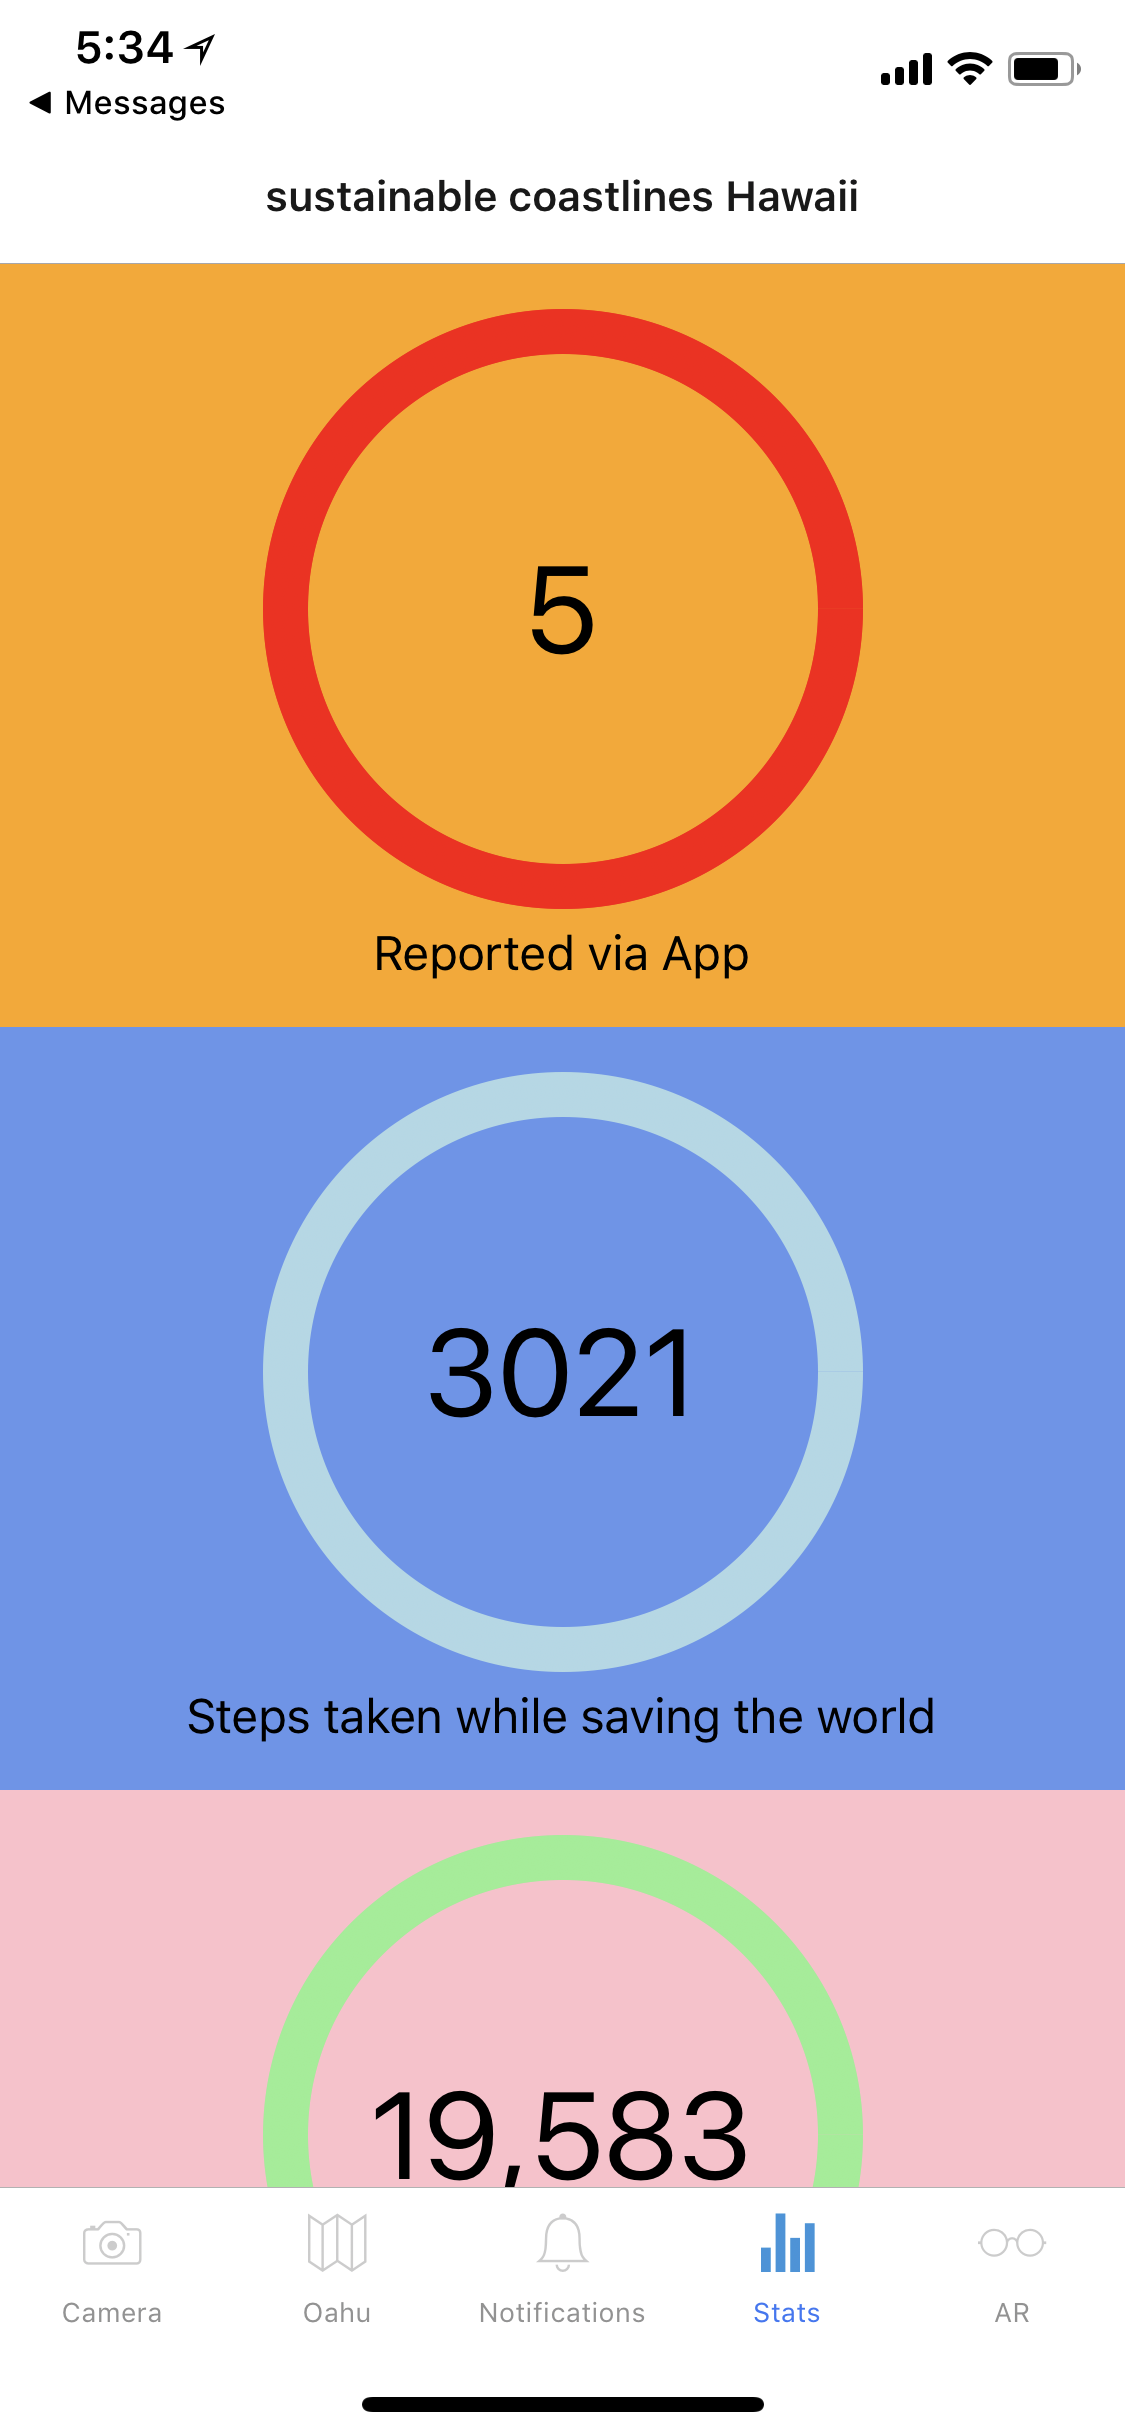 5:34
Messages
sustainable coastlines Hawaii
5
Reported via App
3021
Steps taken while saving the world
19,583
Camera
Oahu
Notifications
Stats
AR